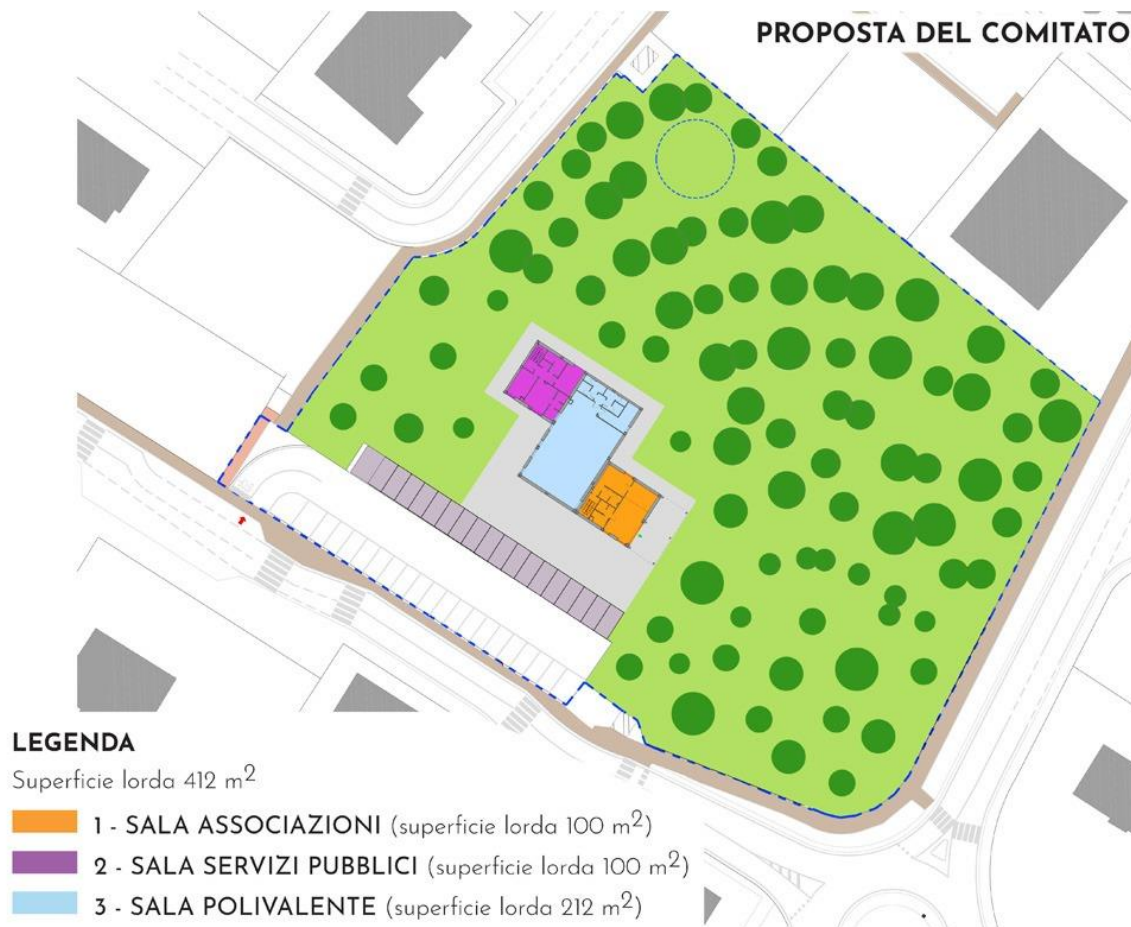 PROPOSTA DEL COMITATO
LEGENDA
Superficie lorda 412 m²
1 - SALA ASSOCIAZIONI (superficie lorda 100 m²)
2 - SALA SERVIZI PUBBLICI (superficie lorda 100 m²)
3 - SALA POLIVALENTE (superficie lorda 212 m²)